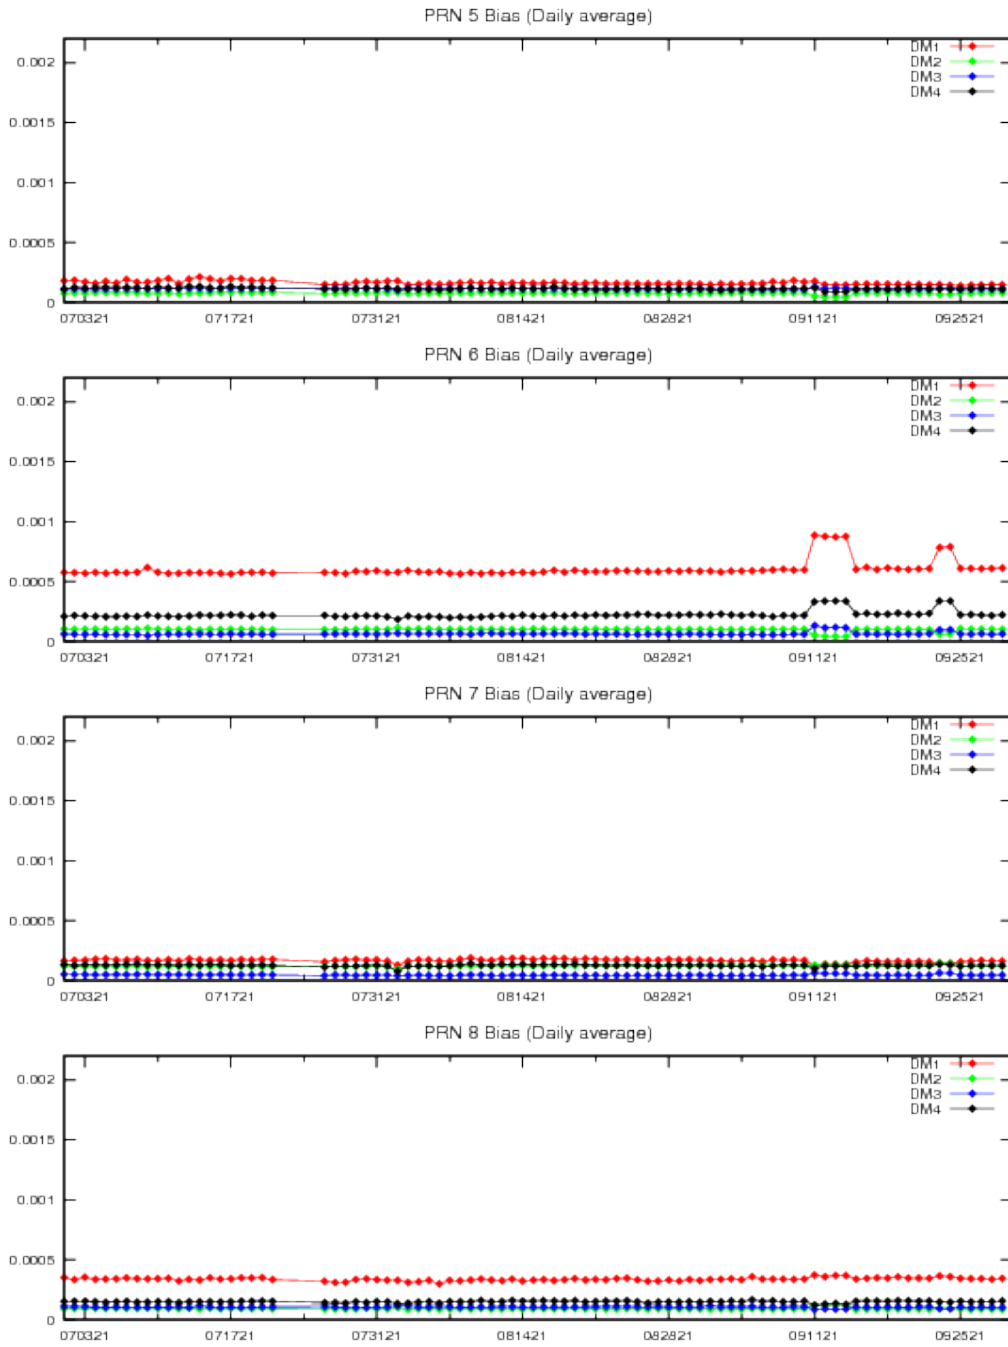 PRN 5 Bias (Daily average)
DM1
DM2
DM3
DM4
0.002
0.0015
0.001
0.0005
0
070321 071721 073121 081421 082821 091121 092521
PRN 6 Bias (Daily average)
DM1
DM2
DM3
DM4
0.002
0.0015
0.001
0.0005
0
070321 071721 073121 081421 082821 091121 092521
PRN 7 Bias (Daily average)
DM1
DM2
DM3
DM4
0.002
0.0015
0.001
0.0005
0
070321 071721 073121 081421 082821 091121 092521
PRN 8 Bias (Daily average)
DM1
DM2
DM3
DM4
0.002
0.0015
0.001
0.0005
0
070321 071721 073121 081421 082821 091121 092521